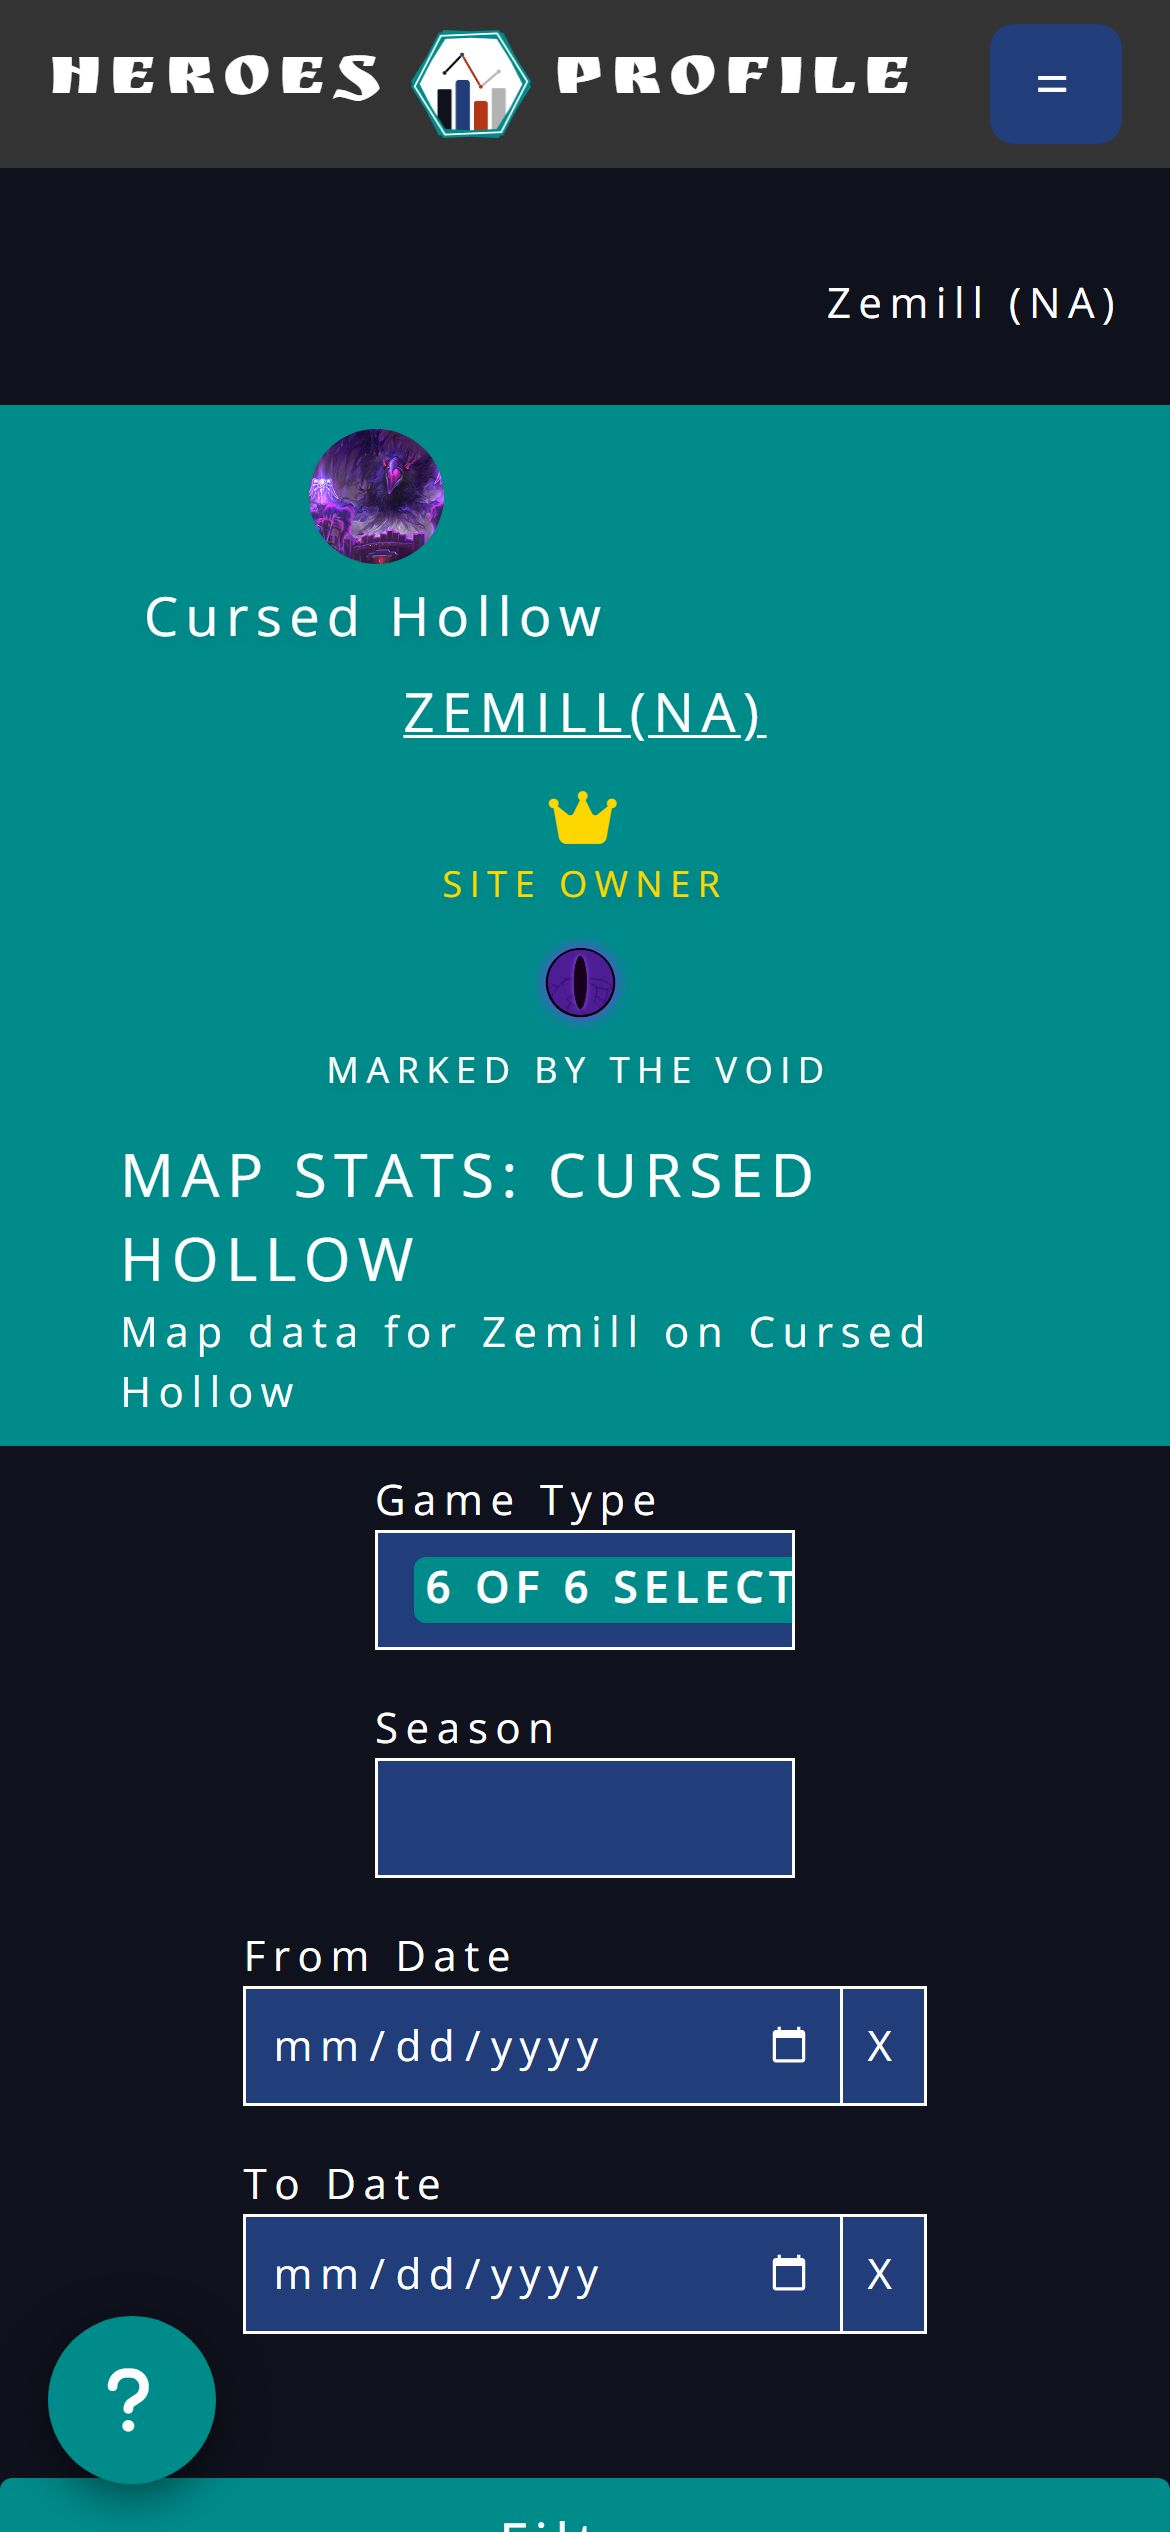 HEROES PROFILE
=
Zemill (NA)
Cursed Hollow
ZEMILL(NA)
SITE OWNER
MARKED BY THE VOID
MAP STATS: CURSED
HOLLOW
Map data for Zemill on Cursed
Hollow
Game Type
6 OF 6 SELECT
Season
From Date
mm/dd/yyyy X
To Date
mm/dd/yyyy X
?